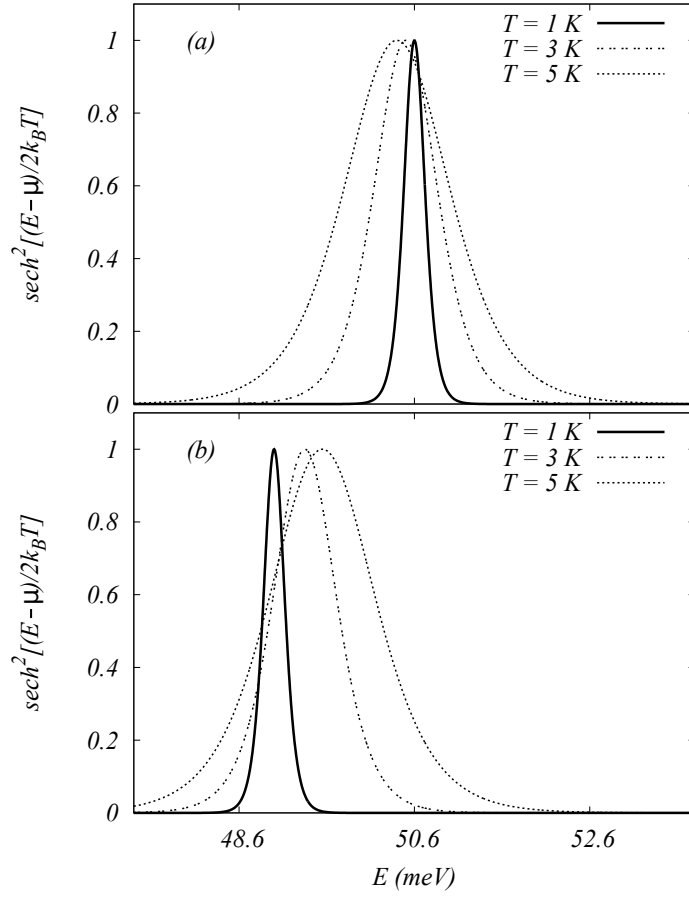 (a)
T = 1 K
T = 3 K
T = 5 K
1
0.8
0.6
0.4
0.2
0
sech²[(E−μ)/2k_BT]
(b)
T = 1 K
T = 3 K
T = 5 K
1
0.8
0.6
0.4
0.2
0
sech²[(E−μ)/2k_BT]
48.6 50.6 52.6
E (meV)